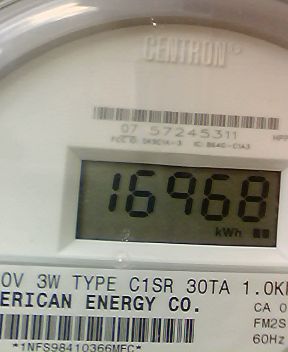 CENTRON®
07 57245311
16968
kWh
0V 3W TYPE C1SR 30TA 1.0K
ERICAN ENERGY CO.
CA 0
FM2S
60Hz
*1NFS98410366MFC*